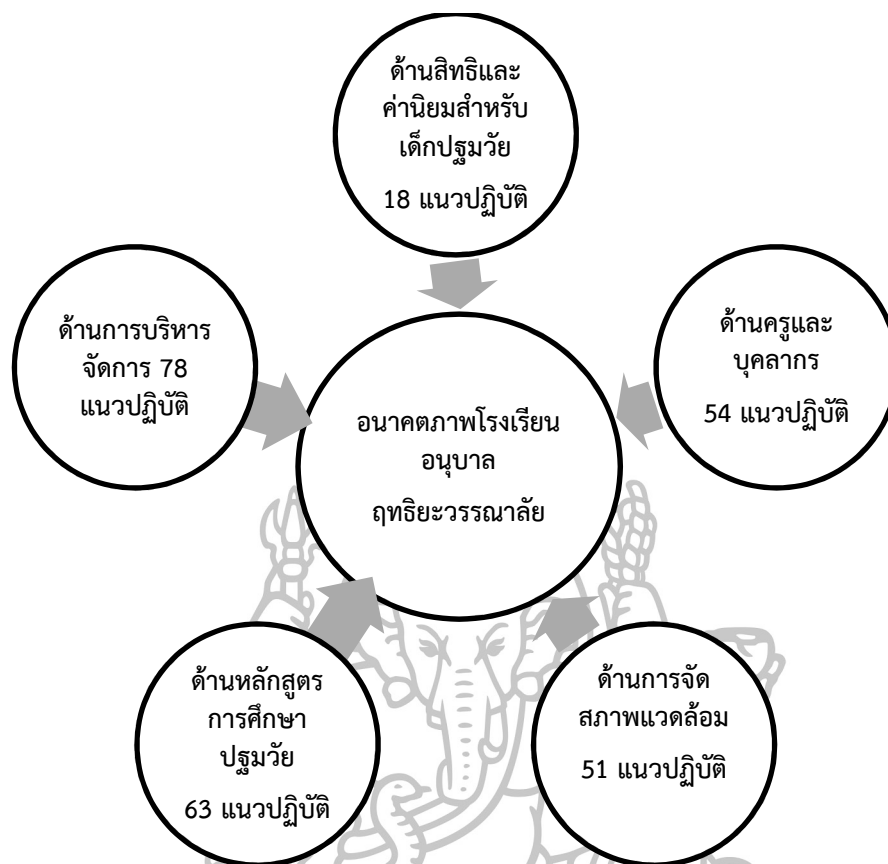 ด้านสิทธิและ
ค่านิยมสำหรับ
เด็กปฐมวัย
18 แนวปฏิบัติ
ด้านการบริหาร
จัดการ 78
แนวปฏิบัติ
ด้านครูและ
บุคลากร
54 แนวปฏิบัติ
อนาคตภาพโรงเรียน
อนุบาล
ฤทธิยะวรรณาลัย
ด้านหลักสูตร
การศึกษา
ปฐมวัย
63 แนวปฏิบัติ
ด้านการจัด
สภาพแวดล้อม
51 แนวปฏิบัติ